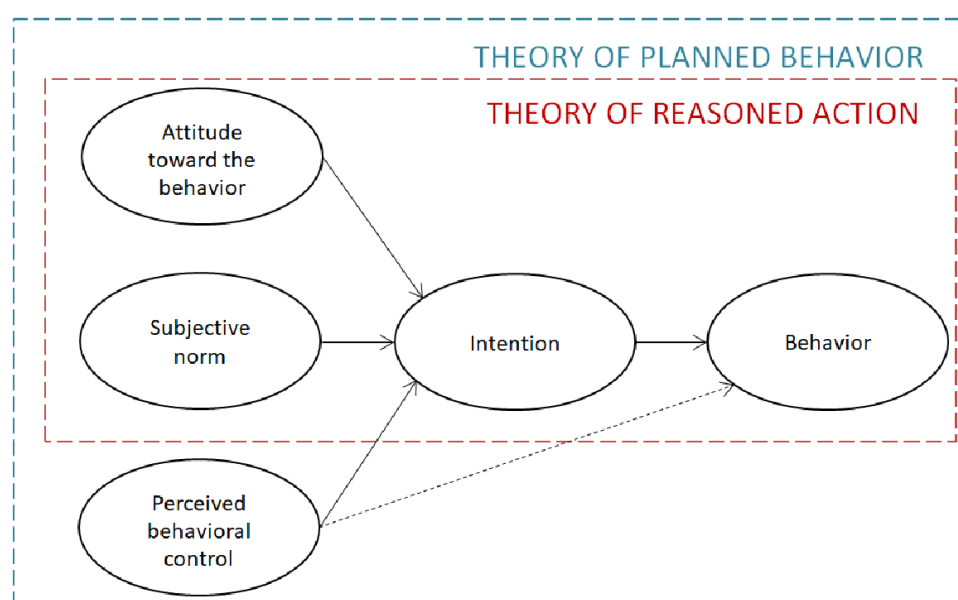 THEORY OF PLANNED BEHAVIOR
THEORY OF REASONED ACTION
Attitude
toward the
behavior
Subjective
norm
Intention
Behavior
Perceived
behavioral
control